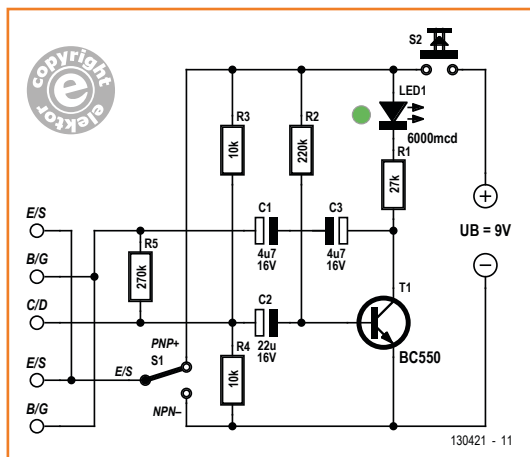 copyright
elektor
e
S2
LED1
6000mcd
R3
10k
R2
220k
R1
27k
E/S
B/G
C/D
E/S
B/G
R5
270k
C1
4u7
16V
C3
4u7
16V
UB = 9V
+
–
C2
22u
16V
T1
BC550
PNP+
S1
E/S
NPN–
R4
10k
130421 - 11